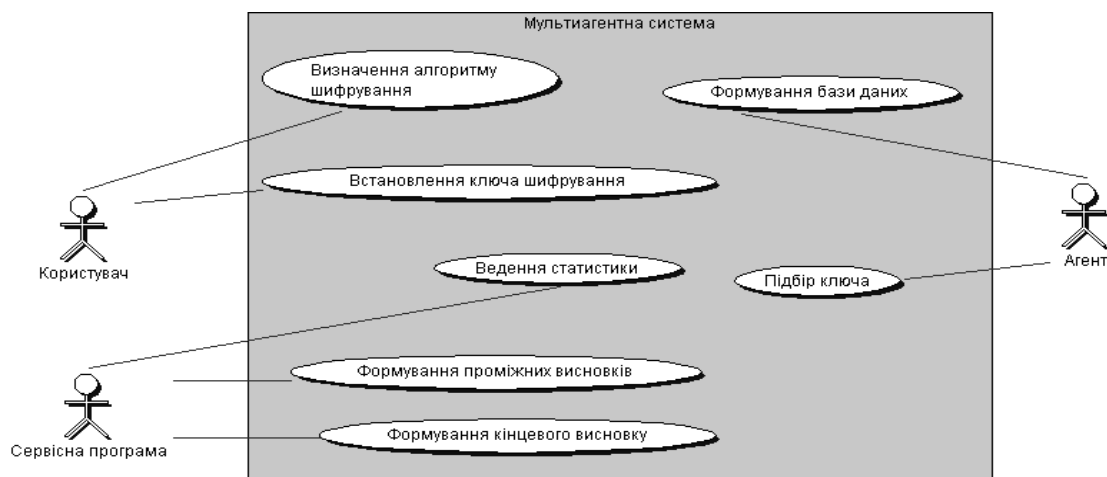 Мультиагентна система
Визначення алгоритму
шифрування
Формування бази даних
Встановлення ключа шифрування
Користувач
Агент
Ведення статистики
Підбір ключа
Формування проміжних висновків
Сервісна програма
Формування кінцевого висновку